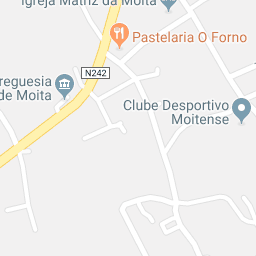 Igreja Matriz da Moita
Pastelaria O Forno
N242
reguesia
de Moita
Clube Desportivo
Moitense